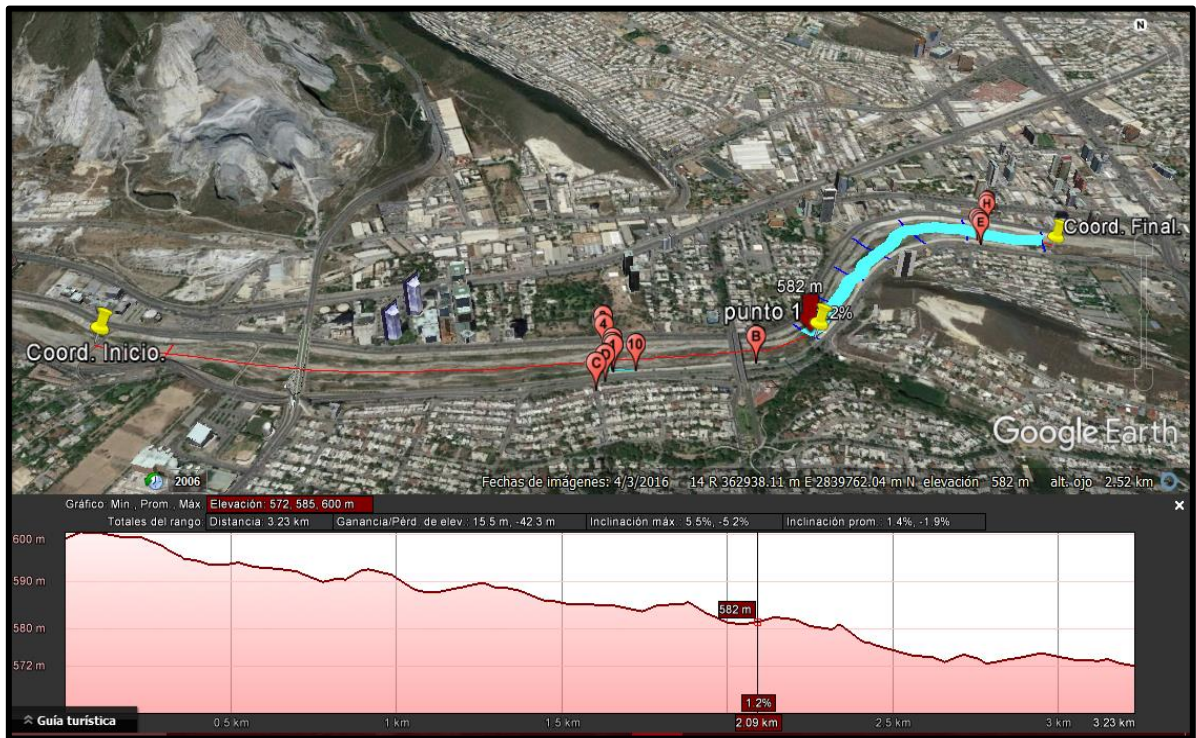 N
H
E
Coord. Final.
582 m
punto 1
2%
4
1
10
B
D
C
Coord. Inicio.
Google Earth
2006
Fechas de imágenes: 4/3/2016 14 R 362938.11 m E 2839762.04 m N elevación 582 m alt. ojo 2.52 km
Gráfico Mín., Prom., Máx Elevación: 572, 585, 600 m
Totales del rango Distancia: 3.23 km Ganancia/Pérd. de elev.: 15.5 m, -42.3 m Inclinación máx.: 5.5%, -5.2% Inclinación prom.: 1.4%, -1.9%
600 m
590 m
580 m
572 m
582 m
1.2%
Guía turística
0.5 km
1 km
1.5 km
2.09 km
2.5 km
3 km
3.23 km